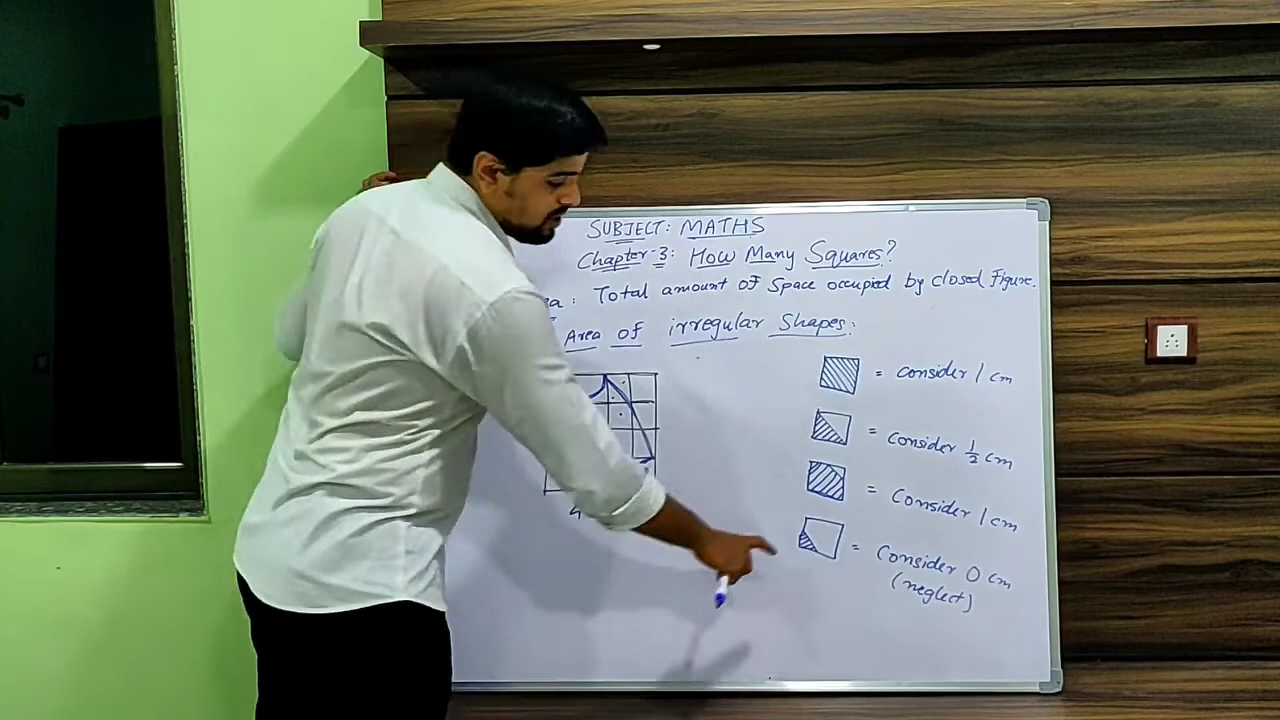 SUBJECT: MATHS
Chapter-3: How Many Squares?
ea: Total amount of Space occupied by closed Figure.
Area of irregular Shapes:
= consider 1 cm
= Consider 1/2 cm
= Consider 1 cm
= Consider 0 cm
(neglect)